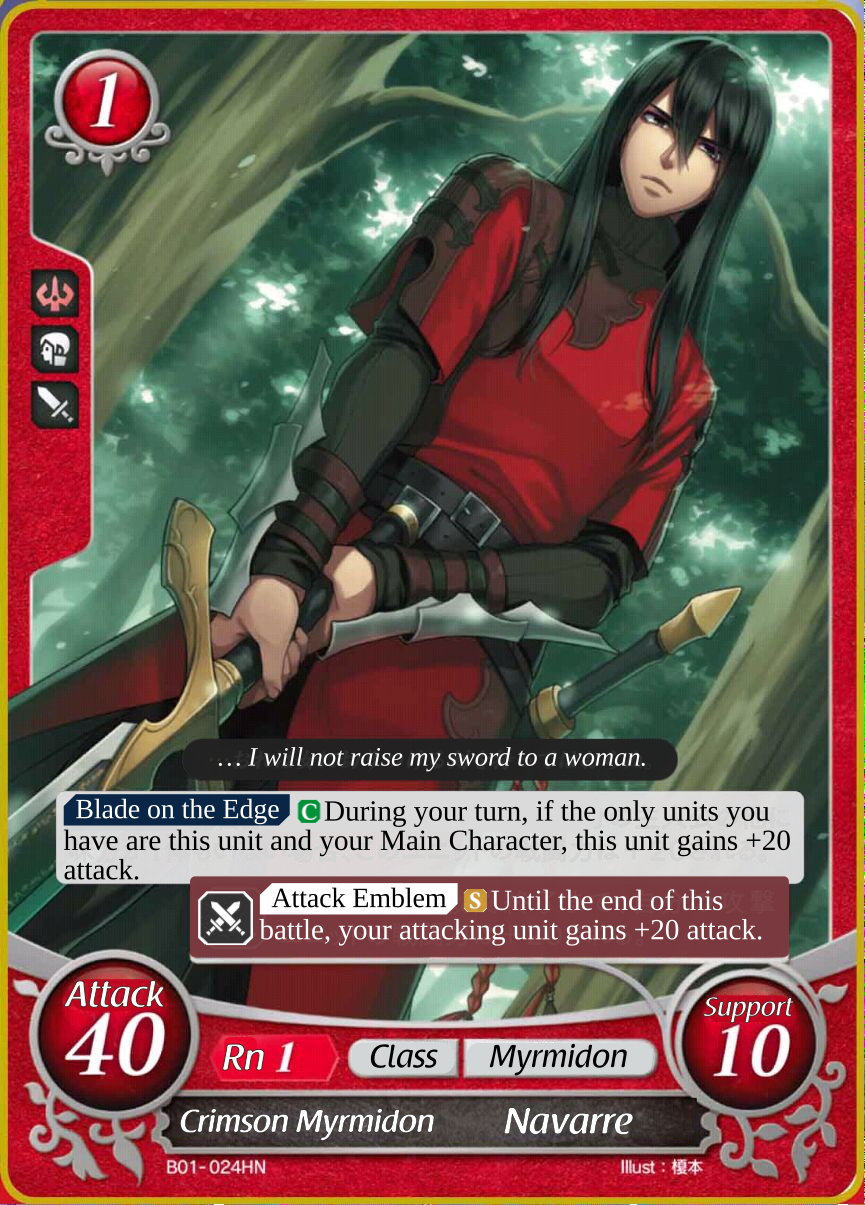 1
… I will not raise my sword to a woman.
Blade on the Edge C During your turn, if the only units you
have are this unit and your Main Character, this unit gains +20
attack.
Attack Emblem S Until the end of this
battle, your attacking unit gains +20 attack.
Attack
40
Support
10
Rn 1 Class Myrmidon
Crimson Myrmidon Navarre
B01-024HN Illust：榎本